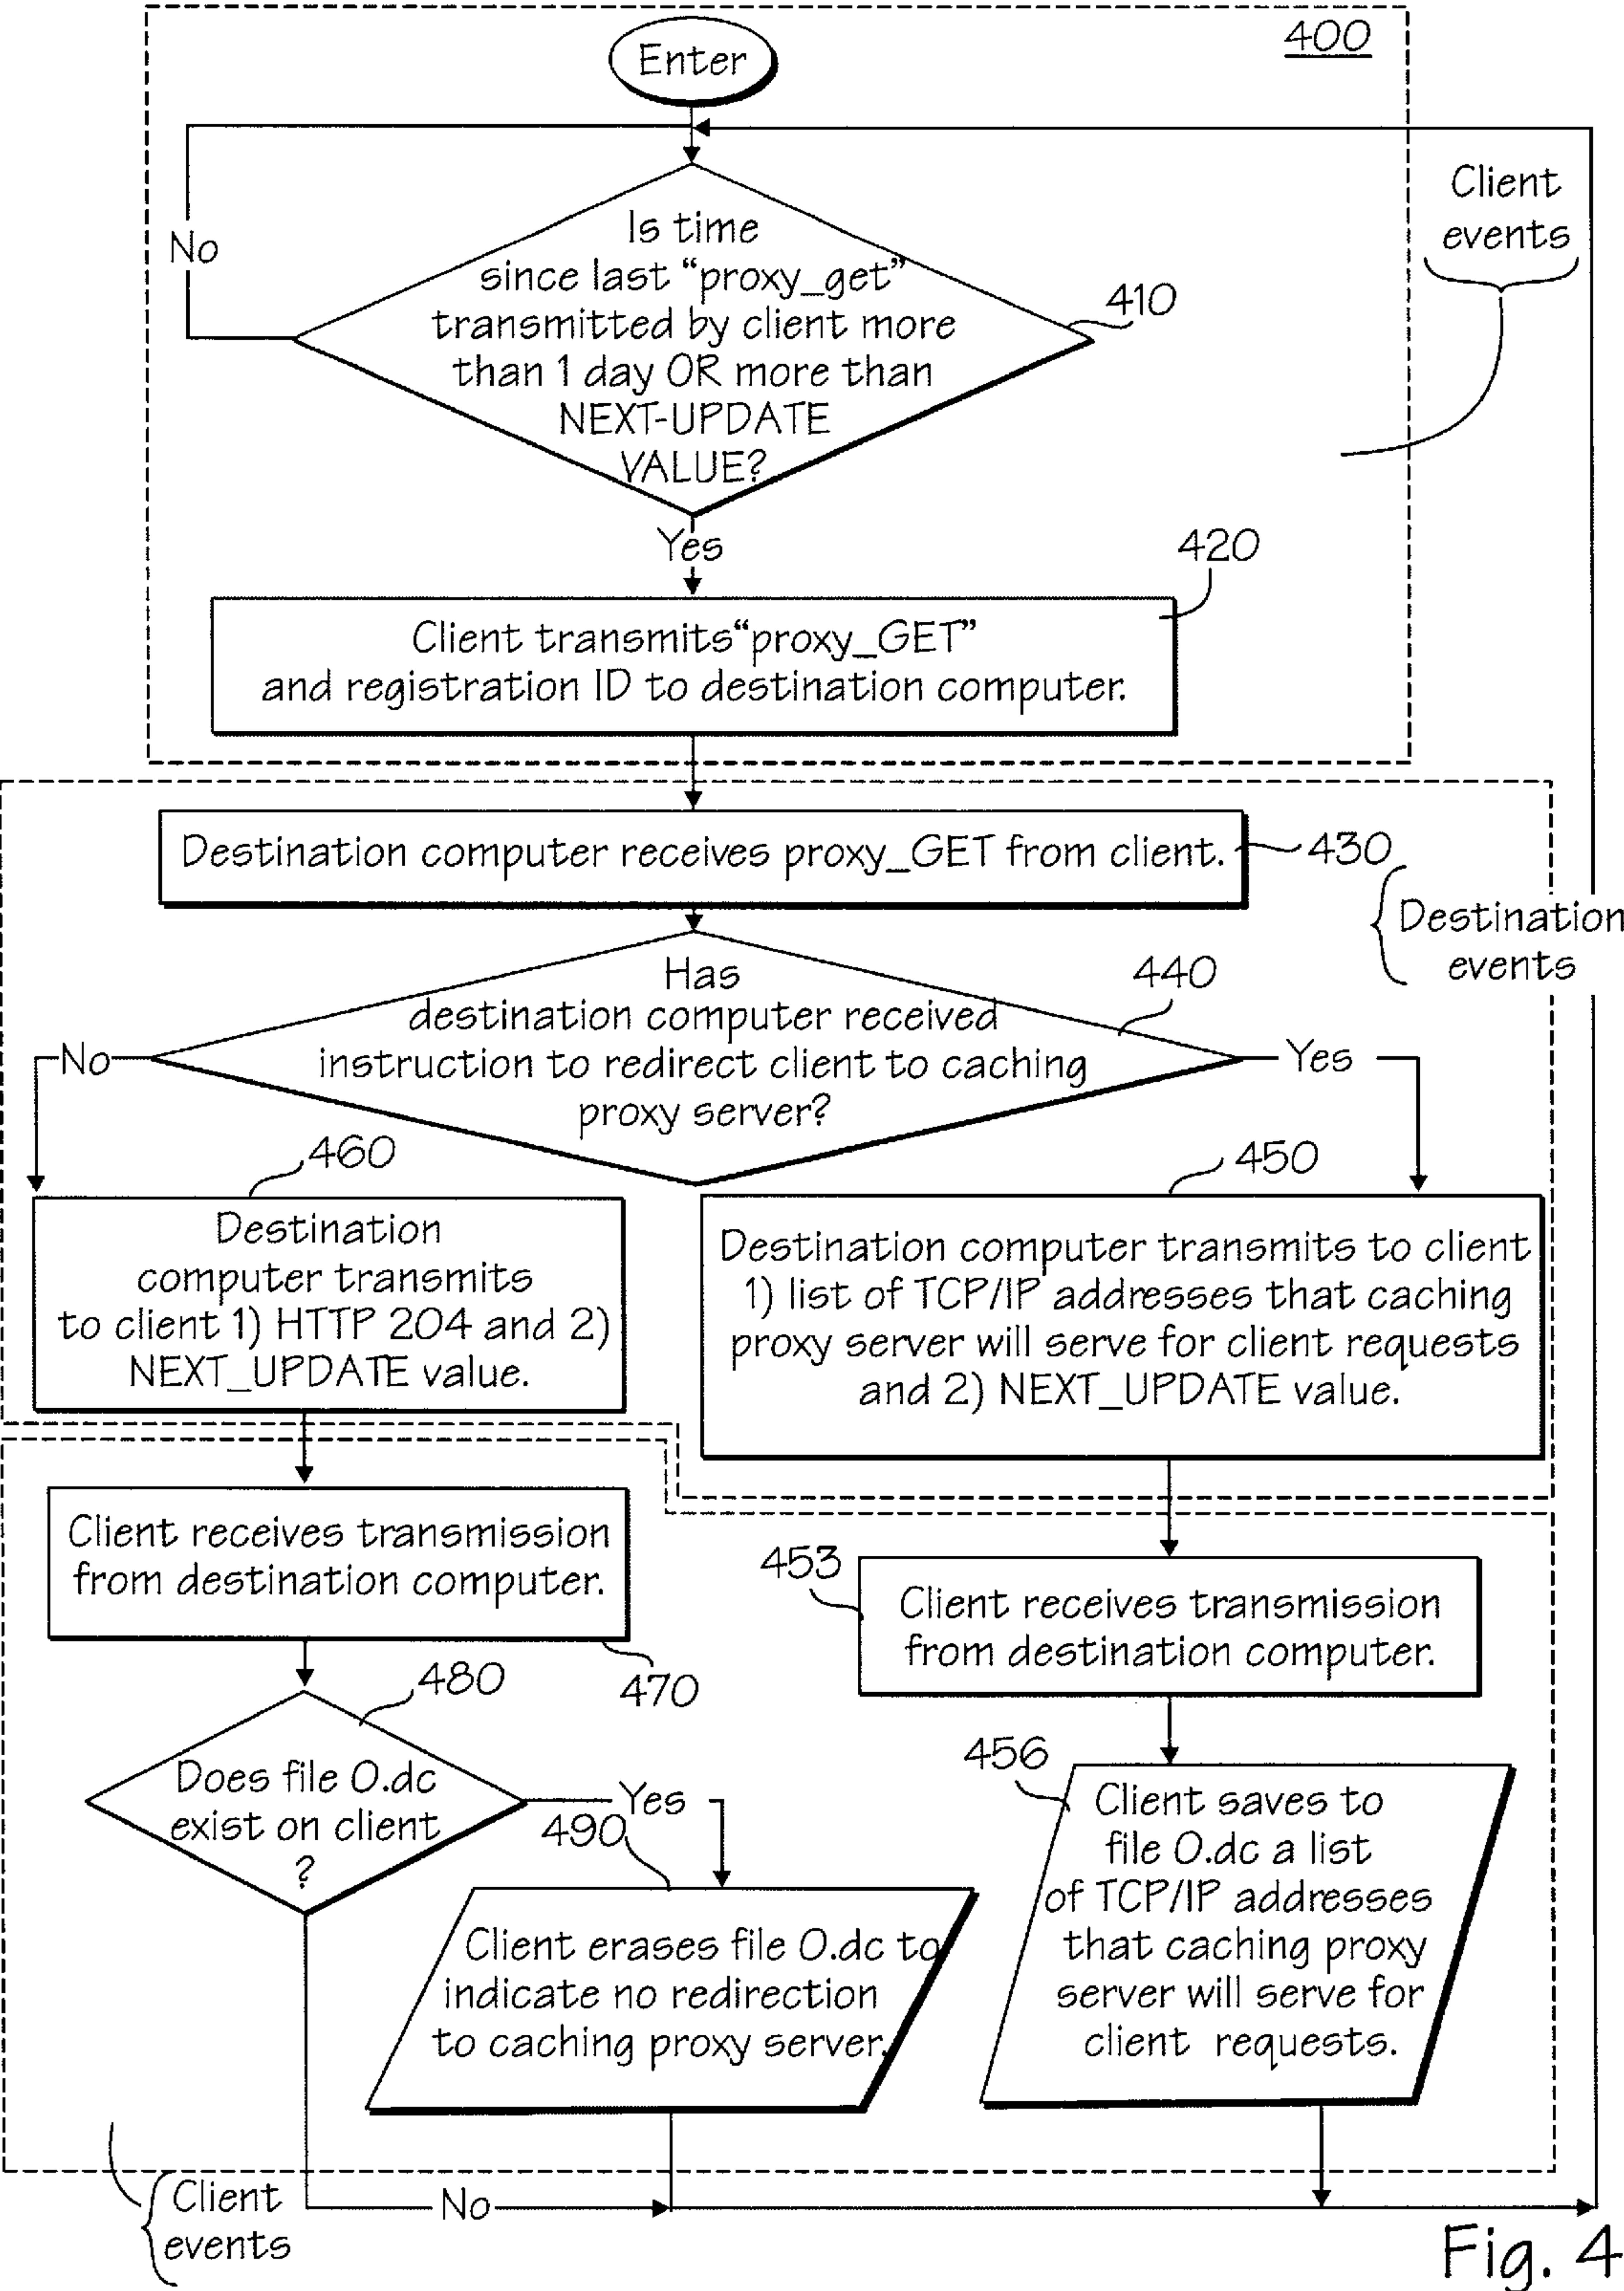 400
Enter
Client
events
No
Is time
since last “proxy_get”
transmitted by client more
than 1 day OR more than
NEXT-UPDATE
VALUE?
410
Yes
420
Client transmits“proxy_GET”
and registration ID to destination computer.
Destination computer receives proxy_GET from client.
430
Destination
events
Has
destination computer received
instruction to redirect client to caching
proxy server?
440
No
Yes
460
450
Destination
computer transmits
to client 1) HTTP 204 and 2)
NEXT_UPDATE value.
Destination computer transmits to client
1) list of TCP/IP addresses that caching
proxy server will serve for client requests
and 2) NEXT_UPDATE value.
Client receives transmission
from destination computer.
470
453
Client receives transmission
from destination computer.
480
Does file 0.dc
exist on client
?
Yes
490
456
Client saves to
file 0.dc a list
of TCP/IP addresses
that caching proxy
server will serve for
client requests.
Client erases file 0.dc to
indicate no redirection
to caching proxy server.
Client
events
No
Fig. 4